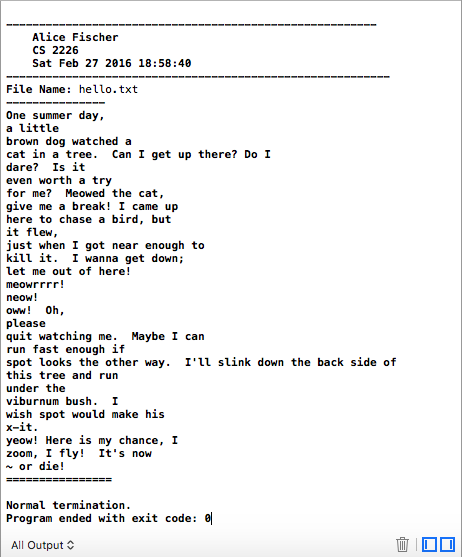 ---------------------------------------------------------
    Alice Fischer
    CS 2226
    Sat Feb 27 2016 18:58:40
-----------------------------------------------------------
File Name: hello.txt
---------------
One summer day,
a little
brown dog watched a
cat in a tree.  Can I get up there? Do I
dare?  Is it
even worth a try
for me?  Meowed the cat,
give me a break! I came up
here to chase a bird, but
it flew,
just when I got near enough to
kill it.  I wanna get down;
let me out of here!
meowrrrr!
neow!
oww!  Oh,
please
quit watching me.  Maybe I can
run fast enough if
spot looks the other way.  I'll slink down the back side of
this tree and run
under the
viburnum bush.  I
wish spot would make his
x-it.
yeow! Here is my chance, I
zoom, I fly!  It's now
~ or die!
================
Normal termination.
Program ended with exit code: 0
All Output